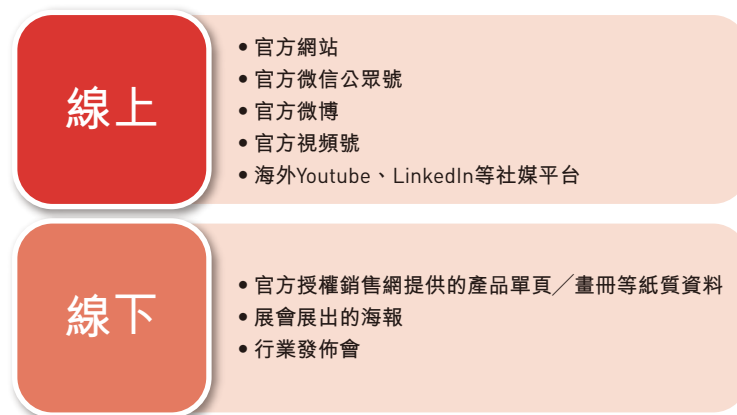 線上
• 官方網站
• 官方微信公眾號
• 官方微博
• 官方視頻號
• 海外Youtube、LinkedIn等社媒平台
線下
• 官方授權銷售網提供的產品單頁／畫冊等紙質資料
• 展會展出的海報
• 行業發佈會